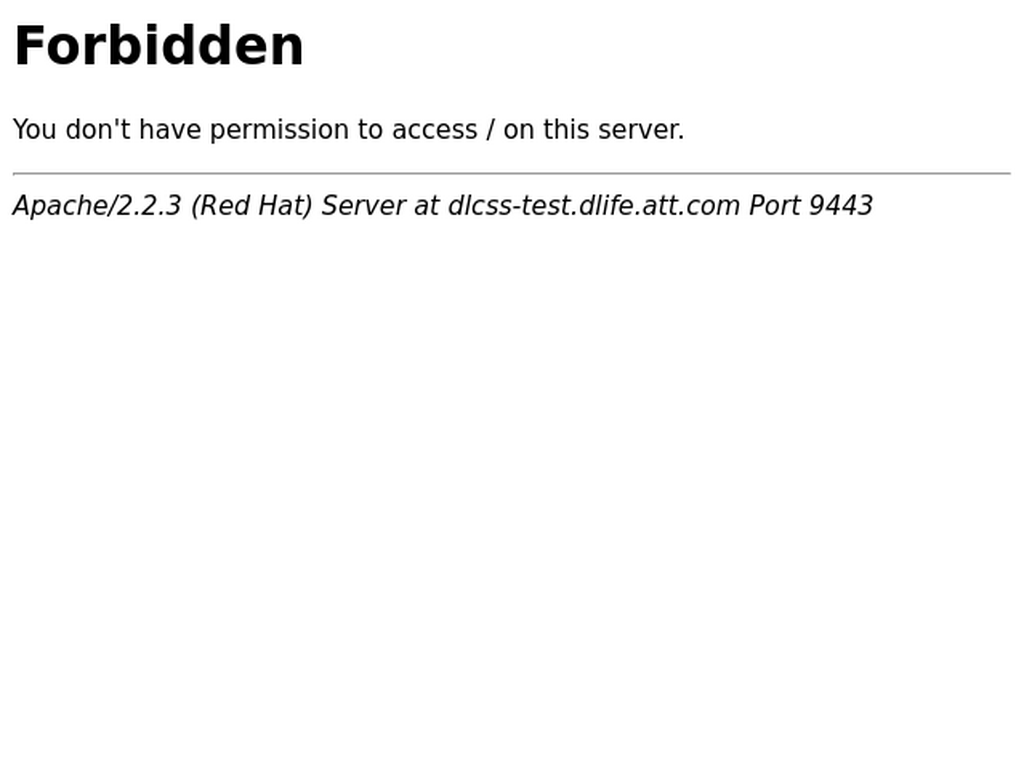 Forbidden
You don't have permission to access / on this server.
Apache/2.2.3 (Red Hat) Server at dlcss-test.dlife.att.com Port 9443